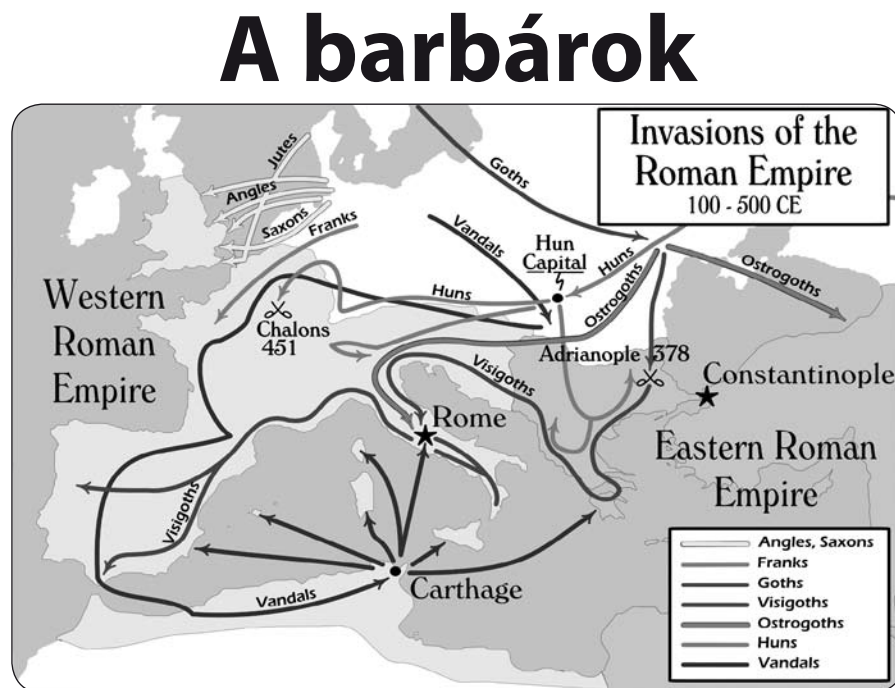 A barbárok
Invasions of the
Roman Empire
100 - 500 CE
Jutes
Angles
Saxons
Franks
Goths
Vandals
Hun
Capital
Huns
Huns
Ostrogoths
Ostrogoths
Western
Roman
Empire
Chalons
451
Adrianople 378
Visigoths
Constantinople
Rome
Eastern Roman
Empire
Visigoths
Vandals
Carthage
Angles, Saxons
Franks
Goths
Visigoths
Ostrogoths
Huns
Vandals